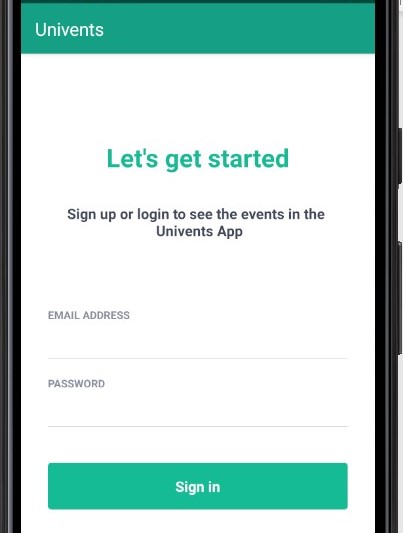 Univents
Let's get started
Sign up or login to see the events in the
Univents App
EMAIL ADDRESS
PASSWORD
Sign in